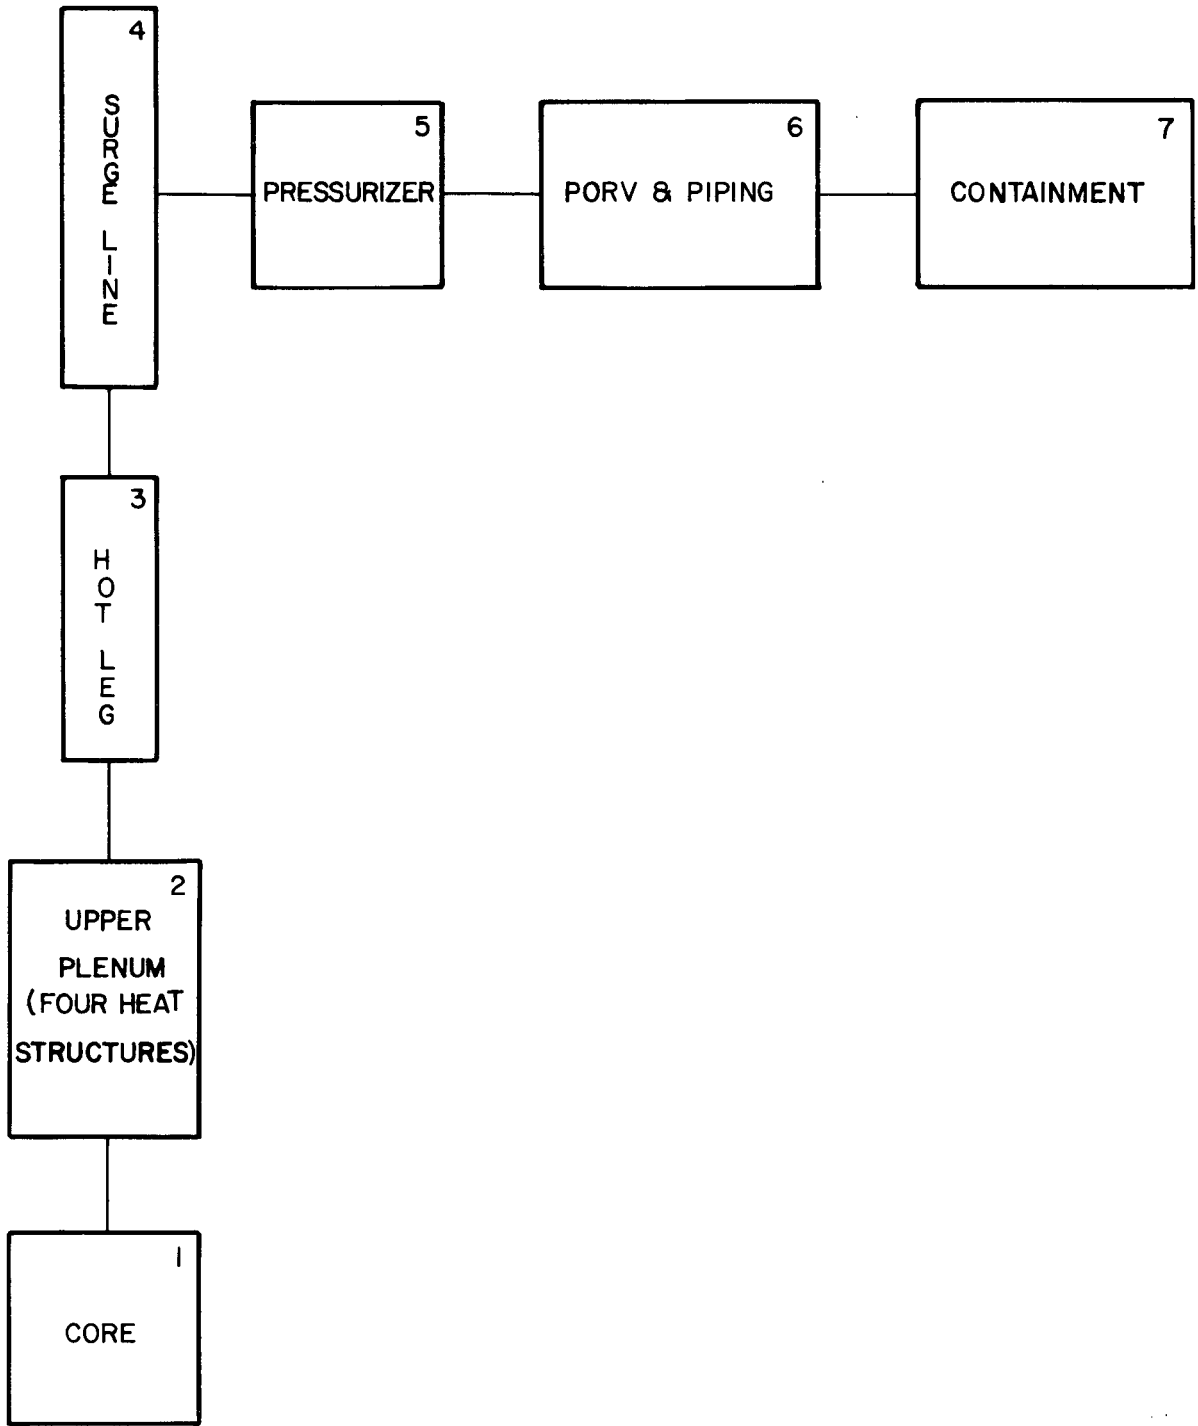 4
SURGE LINE
5
PRESSURIZER
6
PORV & PIPING
7
CONTAINMENT
3
HOT LEG
2
UPPER
PLENUM
(FOUR HEAT
STRUCTURES)
1
CORE